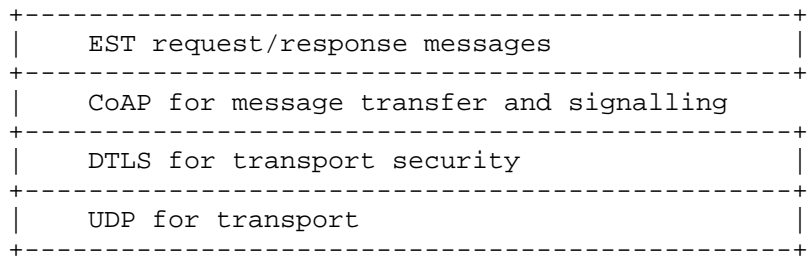 +------------------------------------------------+
|    EST request/response messages               |
+------------------------------------------------+
|    CoAP for message transfer and signalling
+------------------------------------------------+
|    DTLS for transport security                 |
+------------------------------------------------+
|    UDP for transport                           |
+------------------------------------------------+